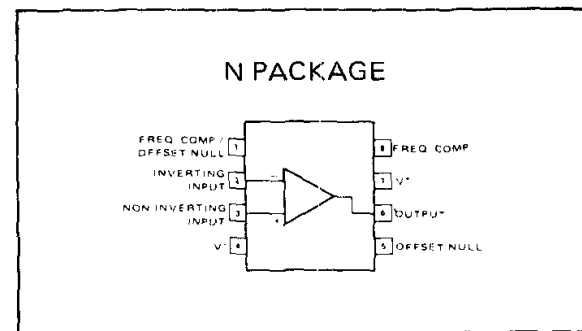 N PACKAGE
FREQ COMP /
OFFSET NULL
1
INVERTING
INPUT
2
NON INVERTING
INPUT
3
V-
4
8
FREQ COMP
7
V+
6
OUTPUT
5
OFFSET NULL
-
+